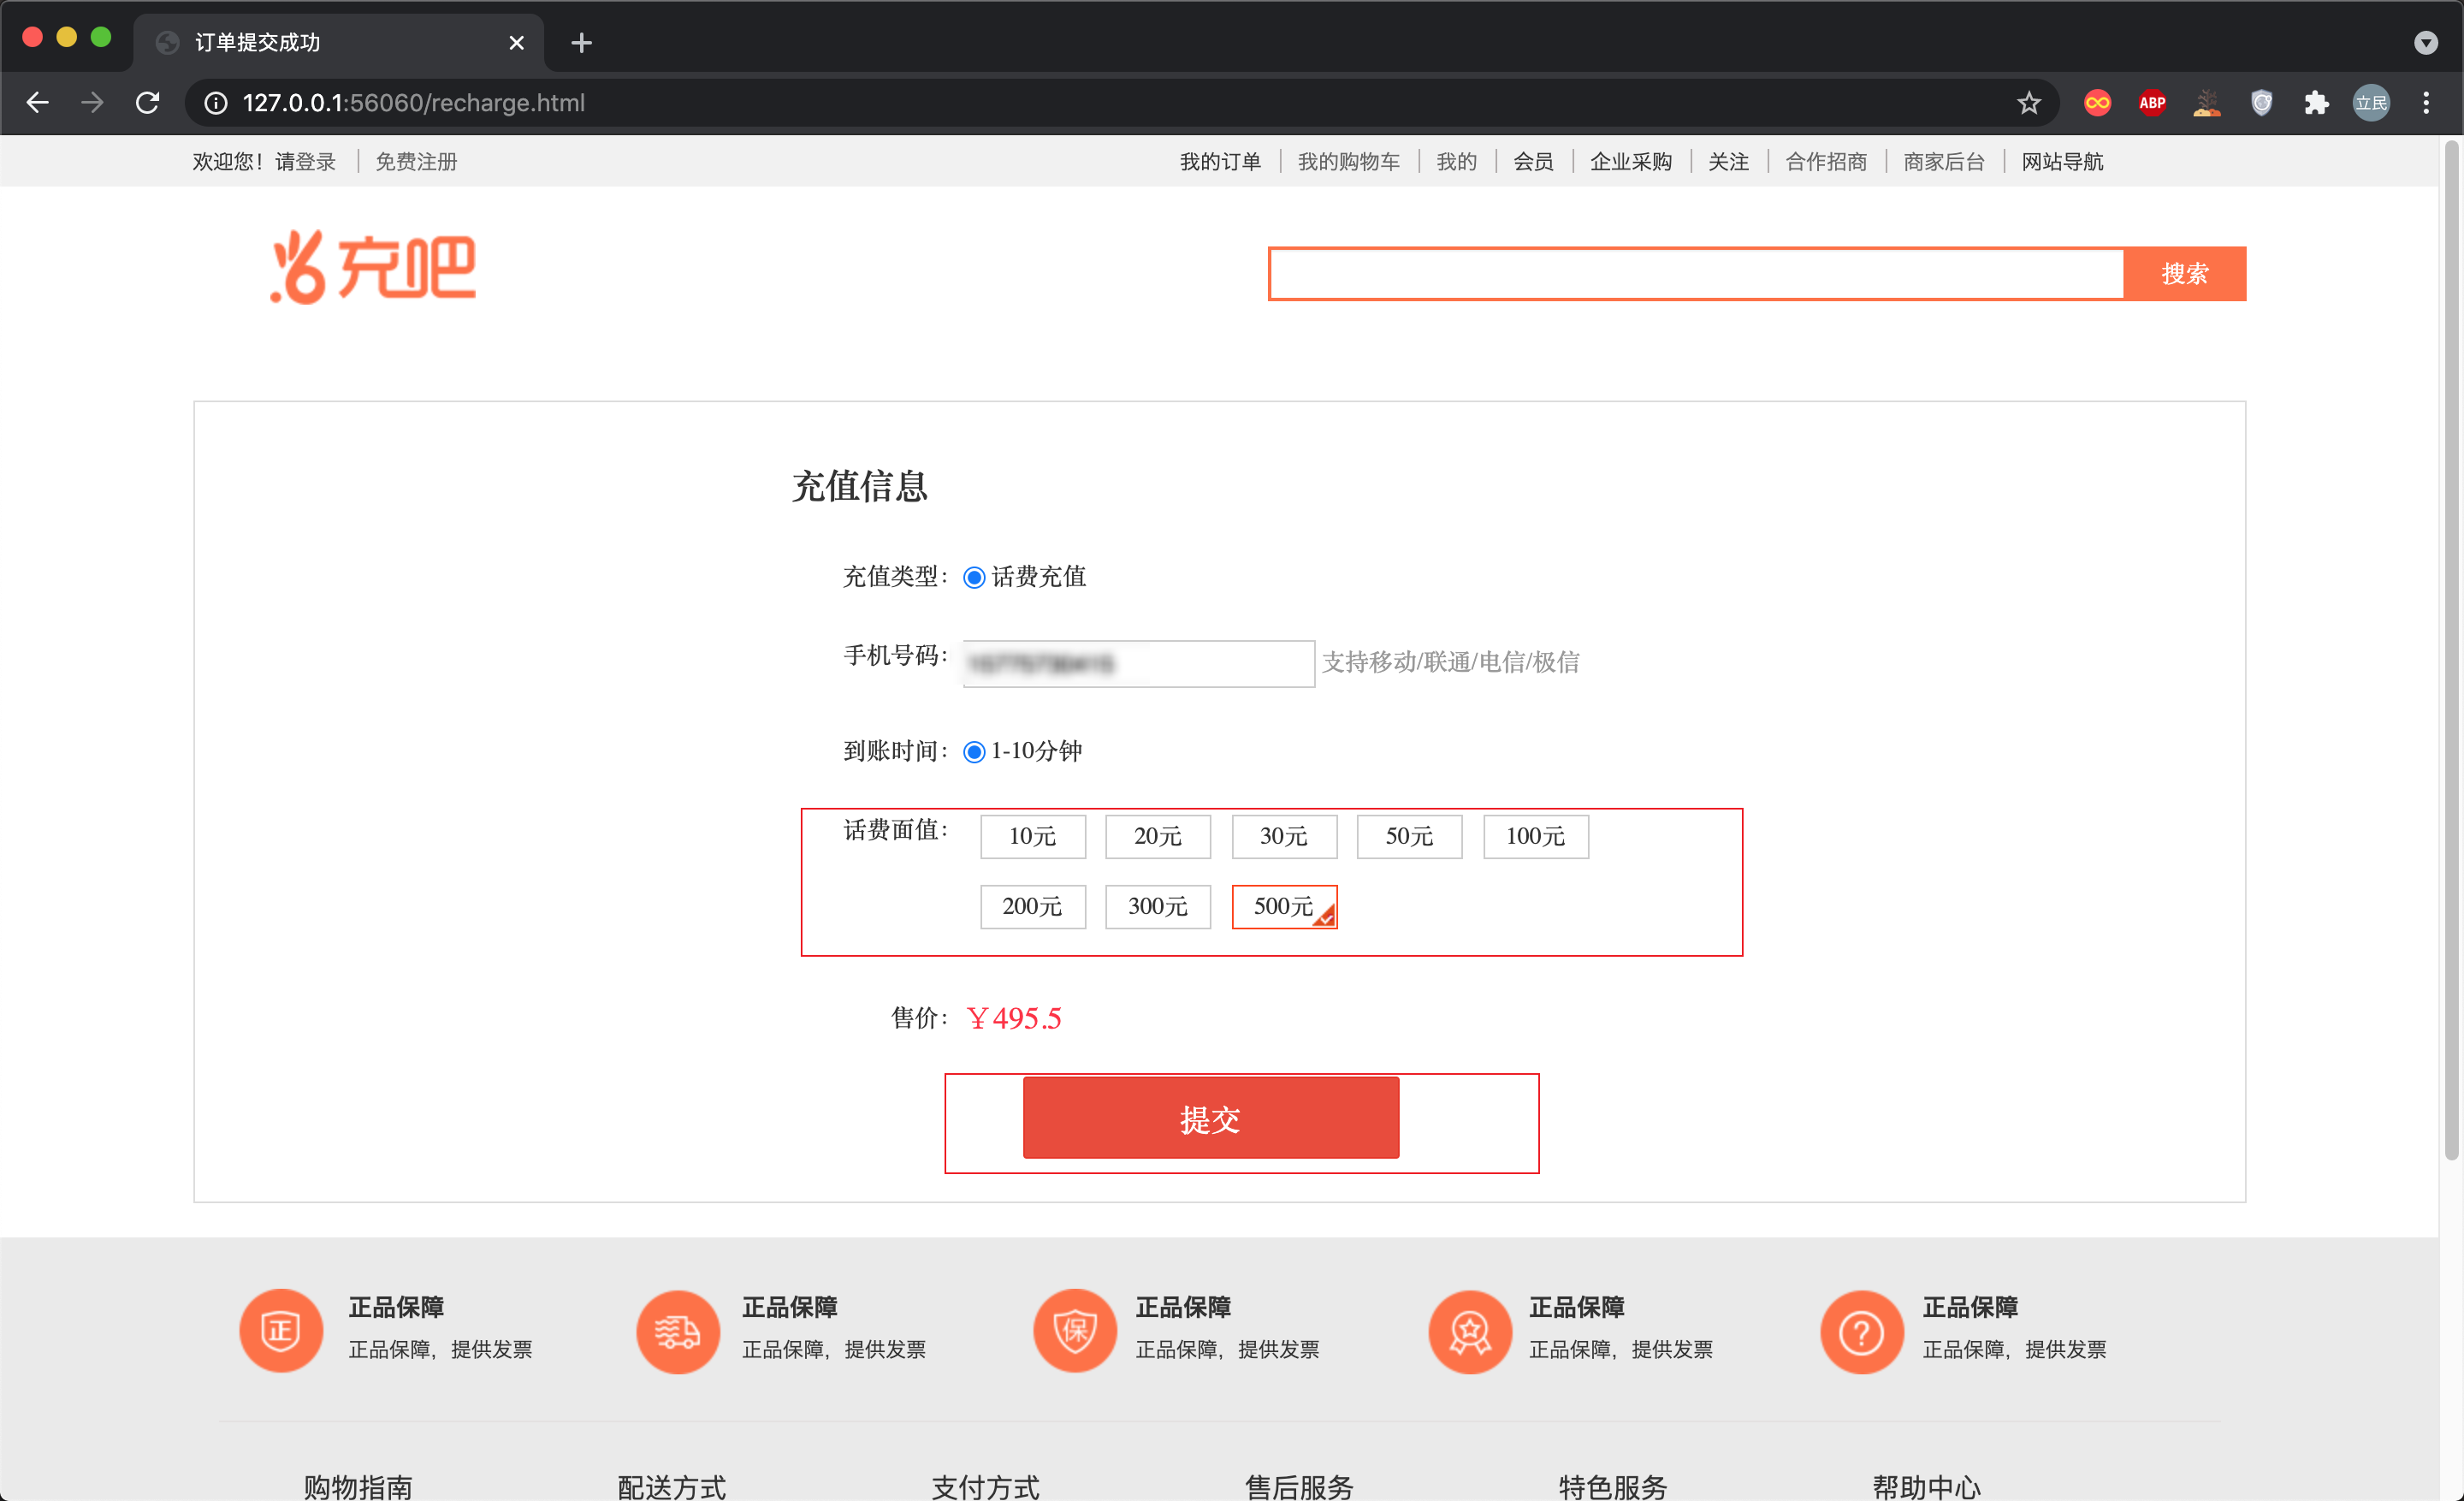 订单提交成功
127.0.0.1:56060/recharge.html
ABP
立民
欢迎您！请登录 免费注册 我的订单 我的购物车 我的 会员 企业采购 关注 合作招商 商家后台 网站导航
充吧
搜索
充值信息
充值类型： 话费充值
手机号码： 支持移动/联通/电信/极信
到账时间： 1-10分钟
话费面值： 10元 20元 30元 50元 100元
200元 300元 500元
售价： ￥495.5
提交
正 保
正品保障 正品保障 正品保障 正品保障 正品保障
正品保障，提供发票 正品保障，提供发票 正品保障，提供发票 正品保障，提供发票 正品保障，提供发票
购物指南 配送方式 支付方式 售后服务 特色服务 帮助中心